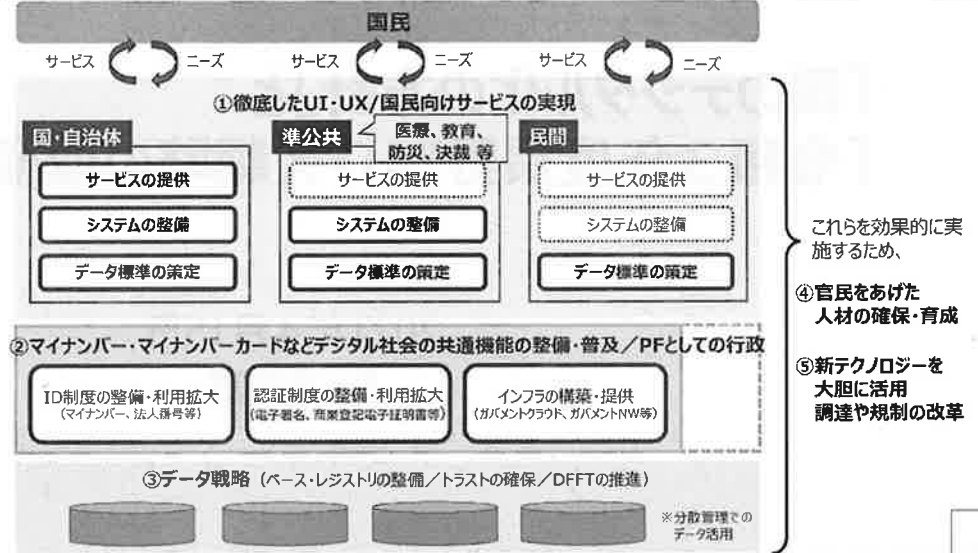 国民
サービス ニーズ サービス ニーズ サービス ニーズ
①徹底したUI・UX/国民向けサービスの実現
国・自治体
サービスの提供
システムの整備
データ標準の策定
準公共
医療、教育、
防災、決裁 等
サービスの提供
システムの整備
データ標準の策定
民間
サービスの提供
システムの整備
データ標準の策定
②マイナンバー・マイナンバーカードなどデジタル社会の共通機能の整備・普及／PFとしての行政
ID制度の整備・利用拡大
(マイナンバー、法人番号等)
認証制度の整備・利用拡大
(電子署名、商業登記電子証明書等)
インフラの構築・提供
(ガバメントクラウド、ガバメントNW等)
③データ戦略（ベース・レジストリの整備／トラストの確保／DFFTの推進）
※分散管理での
データ活用
これらを効果的に実
施するため、
④官民をあげた
人材の確保・育成
⑤新テクノロジーを
大胆に活用
調達や規制の改革